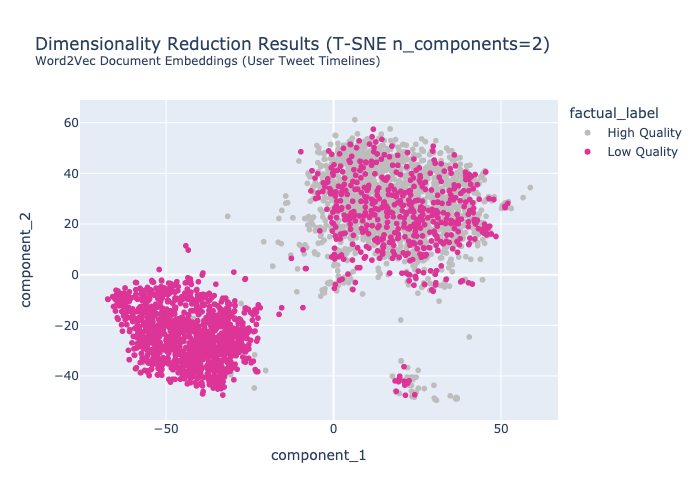 Dimensionality Reduction Results (T-SNE n_components=2)
Word2Vec Document Embeddings (User Tweet Timelines)
factual_label
High Quality
Low Quality
60
40
20
0
−20
−40
component_2
−50
0
50
component_1